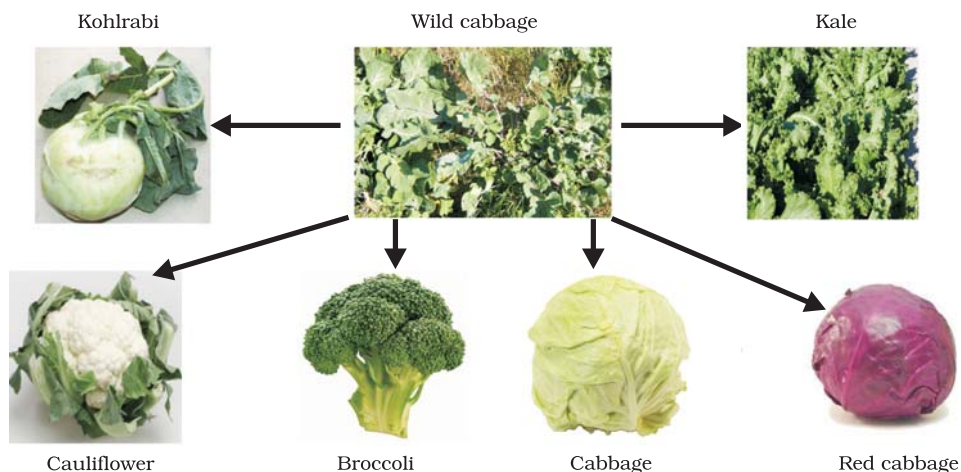 Kohlrabi
Wild cabbage
Kale
Cauliflower
Broccoli
Cabbage
Red cabbage